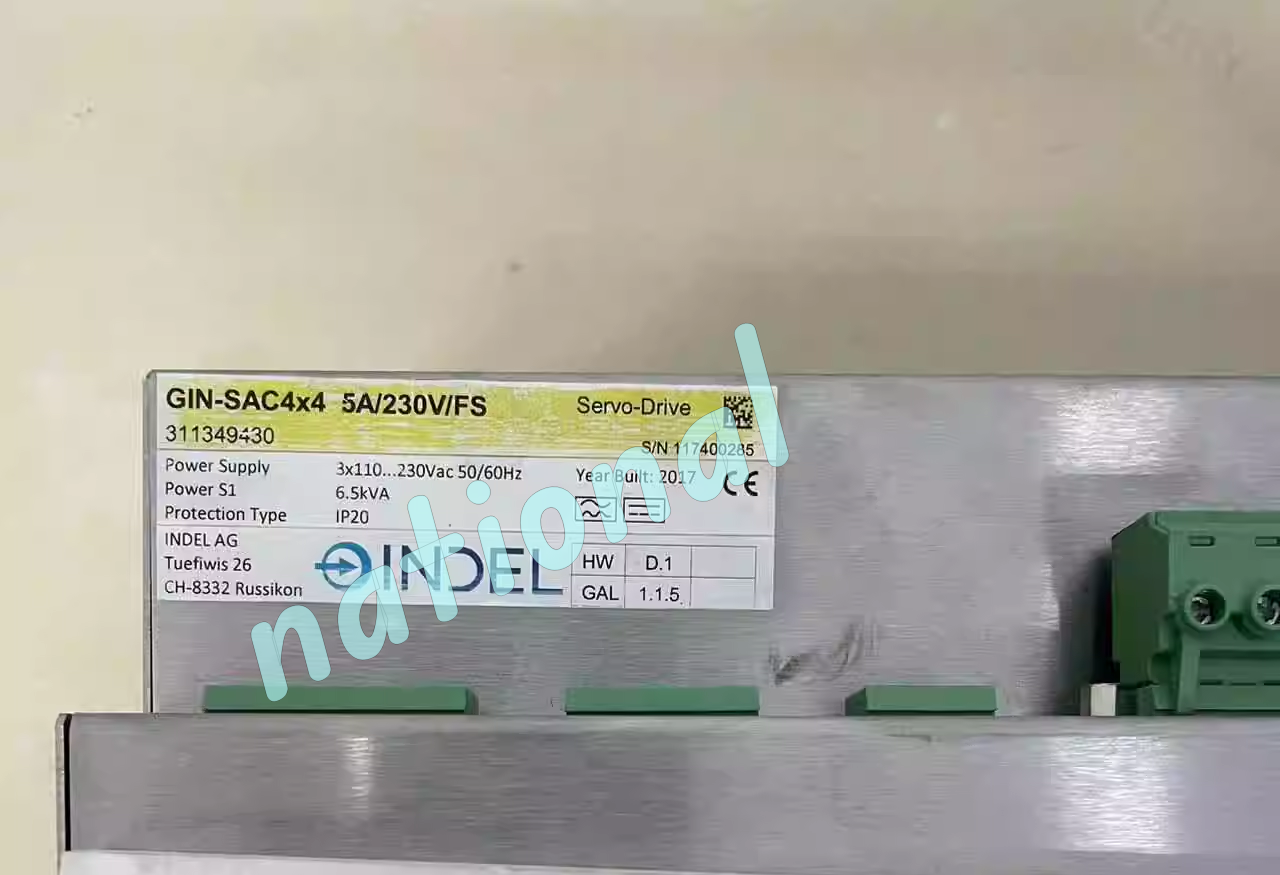 GIN-SAC4x4 5A/230V/FS Servo-Drive
311349430
S/N 117400285
Power Supply 3x110...230Vac 50/60Hz Year Built: 2017
Power S1 6.5kVA CE
Protection Type IP20
INDEL AG
Tuefiwis 26
CH-8332 Russikon
INDEL
HW D.1
GAL 1.1.5
national